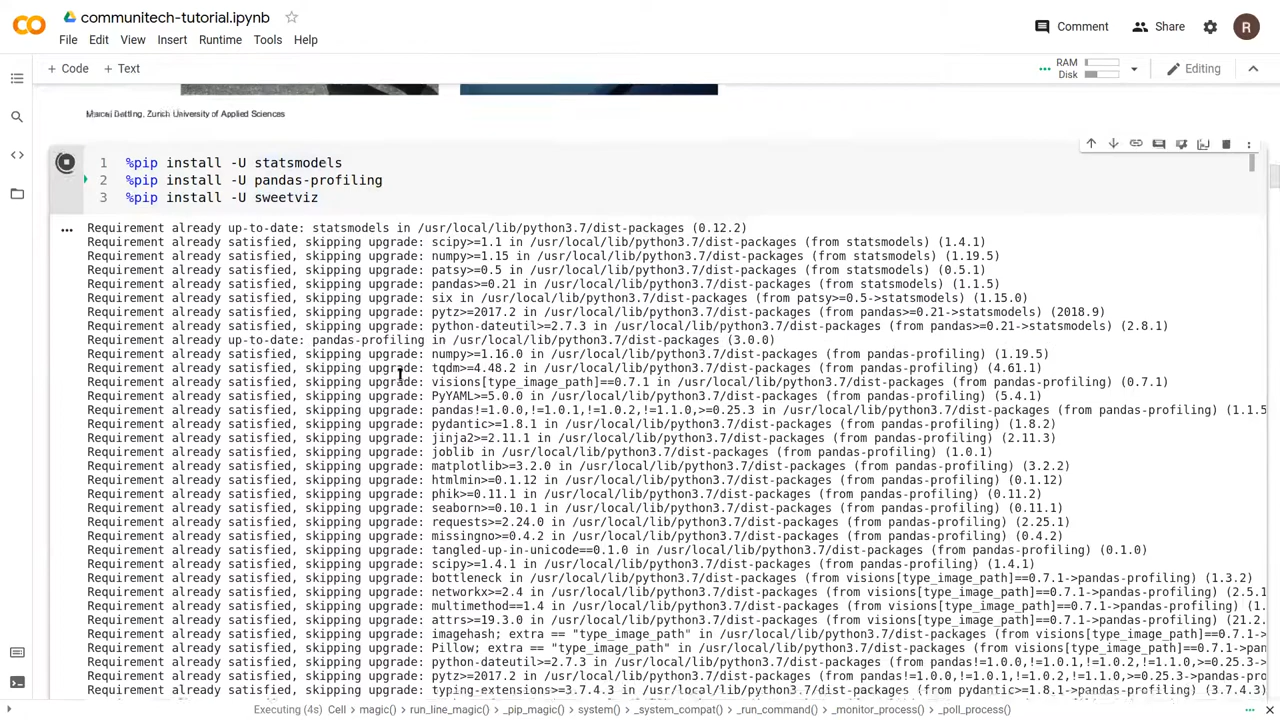 communitech-tutorial.ipynb
Comment
Share
R
File Edit View Insert Runtime Tools Help
+ Code + Text
RAM
Disk
Editing
Zurich University of Applied Sciences
1 %pip install -U statsmodels
2 %pip install -U pandas-profiling
3 %pip install -U sweetviz
Requirement already up-to-date: statsmodels in /usr/local/lib/python3.7/dist-packages (0.12.2)
Requirement already satisfied, skipping upgrade: scipy>=1.1 in /usr/local/lib/python3.7/dist-packages (from statsmodels) (1.4.1)
Requirement already satisfied, skipping upgrade: numpy>=1.15 in /usr/local/lib/python3.7/dist-packages (from statsmodels) (1.19.5)
Requirement already satisfied, skipping upgrade: patsy>=0.5 in /usr/local/lib/python3.7/dist-packages (from statsmodels) (0.5.1)
Requirement already satisfied, skipping upgrade: pandas>=0.21 in /usr/local/lib/python3.7/dist-packages (from statsmodels) (1.1.5)
Requirement already satisfied, skipping upgrade: six in /usr/local/lib/python3.7/dist-packages (from patsy>=0.5->statsmodels) (1.15.0)
Requirement already satisfied, skipping upgrade: pytz>=2017.2 in /usr/local/lib/python3.7/dist-packages (from pandas>=0.21->statsmodels) (2018.9)
Requirement already satisfied, skipping upgrade: python-dateutil>=2.7.3 in /usr/local/lib/python3.7/dist-packages (from pandas>=0.21->statsmodels) (2.8.1)
Requirement already up-to-date: pandas-profiling in /usr/local/lib/python3.7/dist-packages (3.0.0)
Requirement already satisfied, skipping upgrade: numpy>=1.16.0 in /usr/local/lib/python3.7/dist-packages (from pandas-profiling) (1.19.5)
Requirement already satisfied, skipping upgrade: tqdm>=4.48.2 in /usr/local/lib/python3.7/dist-packages (from pandas-profiling) (4.61.1)
Requirement already satisfied, skipping upgrade: visions[type_image_path]==0.7.1 in /usr/local/lib/python3.7/dist-packages (from pandas-profiling) (0.7.1)
Requirement already satisfied, skipping upgrade: PyYAML>=5.0.0 in /usr/local/lib/python3.7/dist-packages (from pandas-profiling) (5.4.1)
Requirement already satisfied, skipping upgrade: pandas!=1.0.0,!=1.0.1,!=1.0.2,!=1.1.0,>=0.25.3 in /usr/local/lib/python3.7/dist-packages (from pandas-profiling) (1.1.5
Requirement already satisfied, skipping upgrade: pydantic>=1.8.1 in /usr/local/lib/python3.7/dist-packages (from pandas-profiling) (1.8.2)
Requirement already satisfied, skipping upgrade: jinja2>=2.11.1 in /usr/local/lib/python3.7/dist-packages (from pandas-profiling) (2.11.3)
Requirement already satisfied, skipping upgrade: joblib in /usr/local/lib/python3.7/dist-packages (from pandas-profiling) (1.0.1)
Requirement already satisfied, skipping upgrade: matplotlib>=3.2.0 in /usr/local/lib/python3.7/dist-packages (from pandas-profiling) (3.2.2)
Requirement already satisfied, skipping upgrade: htmlmin>=0.1.12 in /usr/local/lib/python3.7/dist-packages (from pandas-profiling) (0.1.12)
Requirement already satisfied, skipping upgrade: phik>=0.11.1 in /usr/local/lib/python3.7/dist-packages (from pandas-profiling) (0.11.2)
Requirement already satisfied, skipping upgrade: seaborn>=0.10.1 in /usr/local/lib/python3.7/dist-packages (from pandas-profiling) (0.11.1)
Requirement already satisfied, skipping upgrade: requests>=2.24.0 in /usr/local/lib/python3.7/dist-packages (from pandas-profiling) (2.25.1)
Requirement already satisfied, skipping upgrade: missingno>=0.4.2 in /usr/local/lib/python3.7/dist-packages (from pandas-profiling) (0.4.2)
Requirement already satisfied, skipping upgrade: tangled-up-in-unicode==0.1.0 in /usr/local/lib/python3.7/dist-packages (from pandas-profiling) (0.1.0)
Requirement already satisfied, skipping upgrade: scipy>=1.4.1 in /usr/local/lib/python3.7/dist-packages (from pandas-profiling) (1.4.1)
Requirement already satisfied, skipping upgrade: bottleneck in /usr/local/lib/python3.7/dist-packages (from visions[type_image_path]==0.7.1->pandas-profiling) (1.3.2)
Requirement already satisfied, skipping upgrade: networkx>=2.4 in /usr/local/lib/python3.7/dist-packages (from visions[type_image_path]==0.7.1->pandas-profiling) (2.5.1
Requirement already satisfied, skipping upgrade: multimethod==1.4 in /usr/local/lib/python3.7/dist-packages (from visions[type_image_path]==0.7.1->pandas-profiling) (1.
Requirement already satisfied, skipping upgrade: attrs>=19.3.0 in /usr/local/lib/python3.7/dist-packages (from visions[type_image_path]==0.7.1->pandas-profiling) (21.2.
Requirement already satisfied, skipping upgrade: imagehash; extra == "type_image_path" in /usr/local/lib/python3.7/dist-packages (from visions[type_image_path]==0.7.1->
Requirement already satisfied, skipping upgrade: Pillow; extra == "type_image_path" in /usr/local/lib/python3.7/dist-packages (from visions[type_image_path]==0.7.1->pan
Requirement already satisfied, skipping upgrade: python-dateutil>=2.7.3 in /usr/local/lib/python3.7/dist-packages (from pandas!=1.0.0,!=1.0.1,!=1.0.2,!=1.1.0,>=0.25.3->
Requirement already satisfied, skipping upgrade: pytz>=2017.2 in /usr/local/lib/python3.7/dist-packages (from pandas!=1.0.0,!=1.0.1,!=1.0.2,!=1.1.0,>=0.25.3->pandas-pro
Requirement already satisfied, skipping upgrade: typing-extensions>=3.7.4.3 in /usr/local/lib/python3.7/dist-packages (from pydantic>=1.8.1->pandas-profiling) (3.7.4.3)
Executing (4s) Cell > magic() > run_line_magic() > _pip_magic() > system() > _system_compat() > _run_command() > _monitor_process() > _poll_process()